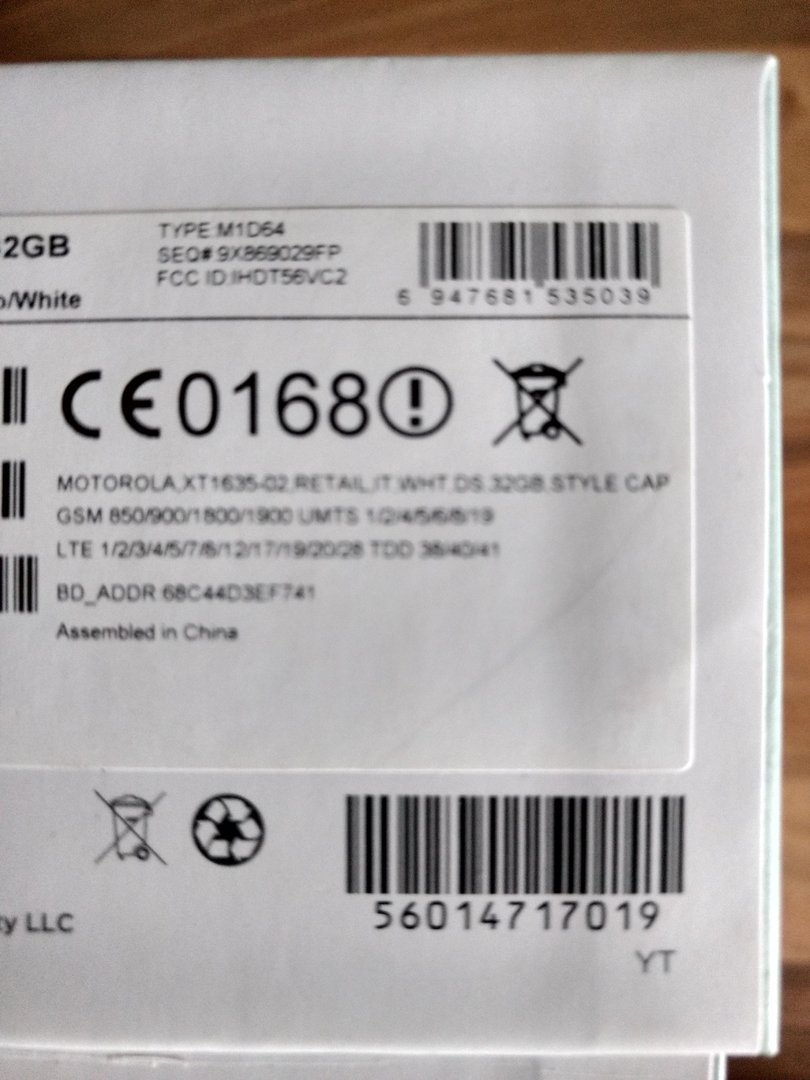 2GB
TYPE:M1D64
SEQ# 9X869029FP
FCC ID:IHDT56VC2
/White
6 947681 535039
CE0168
MOTOROLA,XT1635-02,RETAIL,IT,WHT,DS,32GB,STYLE CAP
GSM 850/900/1800/1900 UMTS 1/2/4/5/6/8/19
LTE 1/2/3/4/5/7/8/12/17/19/20/28 TDD 38/40/41
BD_ADDR 68C44D3EF741
Assembled in China
ty LLC
56014717019
YT